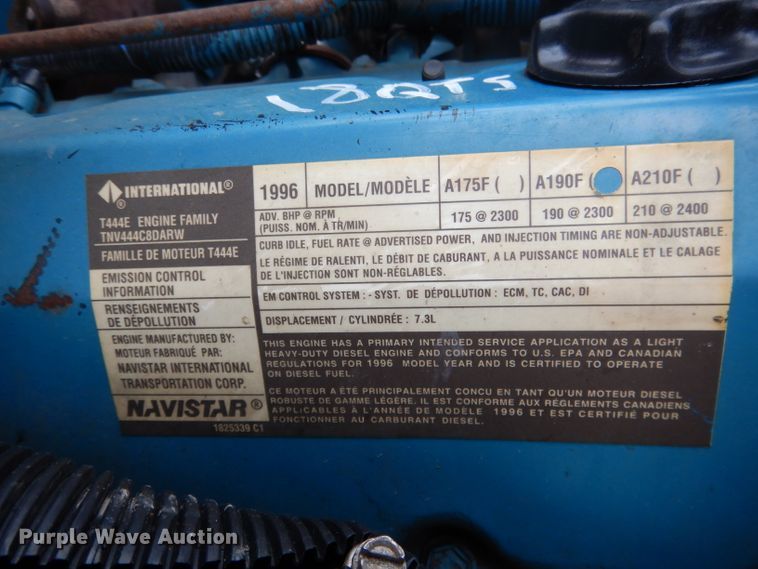 18QTS
INTERNATIONAL®
T444E ENGINE FAMILY
TNV444C8DARW
FAMILLE DE MOTEUR T444E
EMISSION CONTROL
INFORMATION
RENSEIGNEMENTS
DE DÉPOLLUTION
ENGINE MANUFACTURED BY:
MOTEUR FABRIQUÉ PAR:
NAVISTAR INTERNATIONAL
TRANSPORTATION CORP.
NAVISTAR®
1825339 C1
1996 MODEL/MODÈLE A175F ( ) A190F ( A210F ( )
ADV. BHP @ RPM
(PUISS. NOM. À TR/MIN) 175 @ 2300 190 @ 2300 210 @ 2400
CURB IDLE, FUEL RATE @ ADVERTISED POWER, AND INJECTION TIMING ARE NON-ADJUSTABLE.
LE RÉGIME DE RALENTI, LE DÉBIT DE CABURANT, A LA PUISSANCE NOMINALE ET LE CALAGE
DE L'INJECTION SONT NON-RÉGLABLES.
EM CONTROL SYSTEM : - SYST. DE DÉPOLLUTION : ECM, TC, CAC, DI
DISPLACEMENT / CYLINDRÉE : 7.3L
THIS ENGINE HAS A PRIMARY INTENDED SERVICE APPLICATION AS A LIGHT
HEAVY-DUTY DIESEL ENGINE AND CONFORMS TO U.S. EPA AND CANADIAN
REGULATIONS FOR 1996 MODEL YEAR AND IS CERTIFIED TO OPERATE
ON DIESEL FUEL.
CE MOTEUR A ÉTÉ PRINCIPALEMENT CONCU EN TANT QU'UN MOTEUR DIESEL
ROBUSTE DE GAMME LÉGÈRE. IL EST CONFORME AUX RÉGLEMENTS CANADIENS
APPLICABLES À L'ANNÉE DE MODÈLE 1996 ET EST CERTIFIÉ POUR
FONCTIONNER AU CARBURANT DIESEL.
Purple Wave Auction